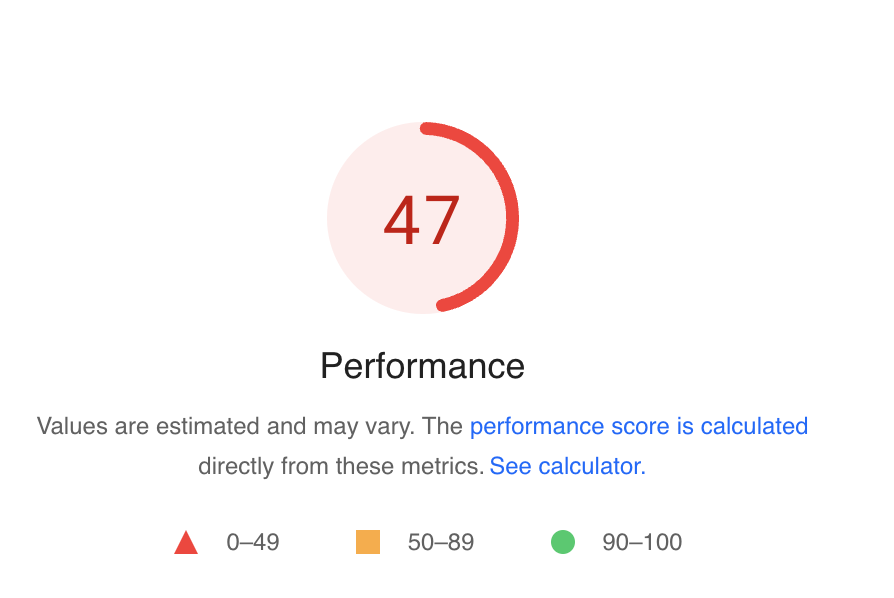 47
Performance
Values are estimated and may vary. The performance score is calculated
directly from these metrics. See calculator.
0–49 50–89 90–100